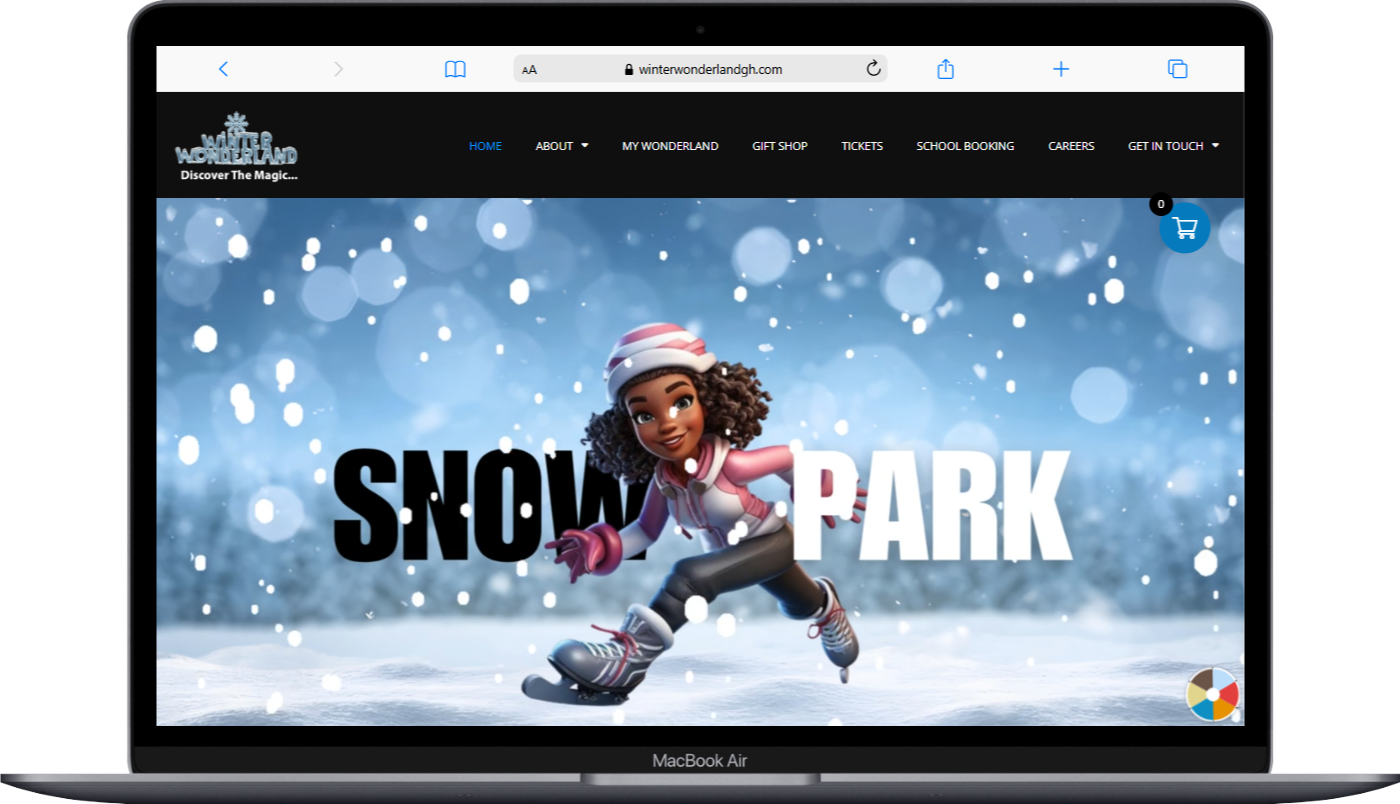 AA winterwonderlandgh.com
WINTER
WONDERLAND
Discover The Magic...
HOME ABOUT MY WONDERLAND GIFT SHOP TICKETS SCHOOL BOOKING CAREERS GET IN TOUCH
0
SNOW PARK
MacBook Air